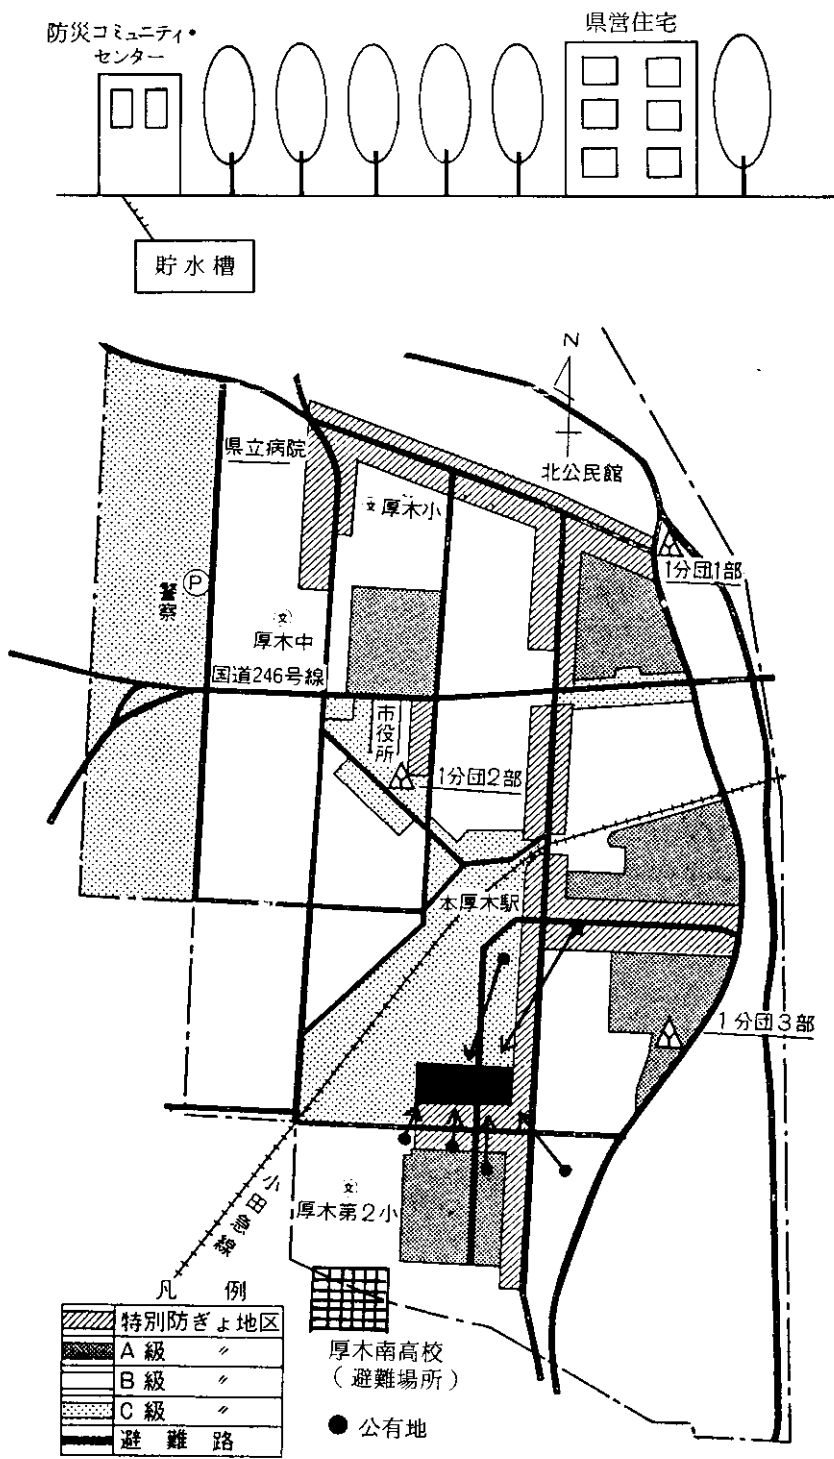 防災コミュニティ・
センター
県営住宅
貯水槽
N
北公民館
県立病院
文 厚木小
1分団1部
P
警察
文
厚木中
国道246号線
市役所
1分団2部
本厚木駅
1分団3部
文
厚木第2小
小田急線
凡 例
特別防ぎょ地区
A級 〃
B級 〃
C級 〃
避難路
厚木南高校
(避難場所)
● 公有地